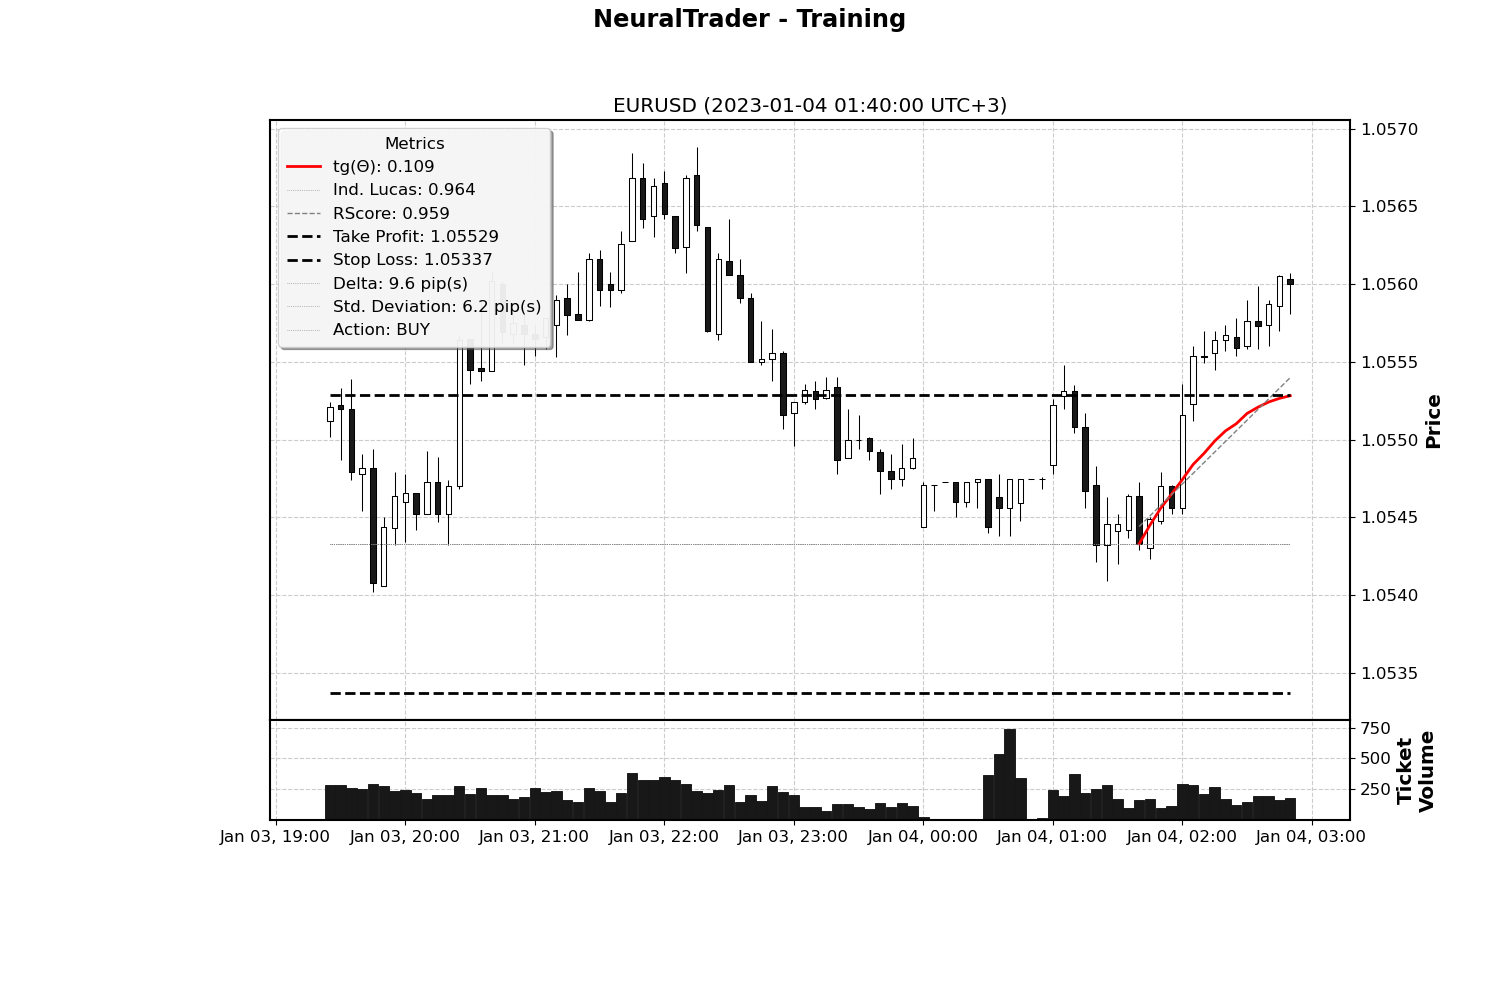 NeuralTrader - Training
EURUSD (2023-01-04 01:40:00 UTC+3)
Metrics
tg(Θ): 0.109
Ind. Lucas: 0.964
RScore: 0.959
Take Profit: 1.05529
Stop Loss: 1.05337
Delta: 9.6 pip(s)
Std. Deviation: 6.2 pip(s)
Action: BUY
1.0570
1.0565
1.0560
1.0555
1.0550
1.0545
1.0540
1.0535
Price
750
500
250
Ticket
Volume
Jan 03, 19:00
Jan 03, 20:00
Jan 03, 21:00
Jan 03, 22:00
Jan 03, 23:00
Jan 04, 00:00
Jan 04, 01:00
Jan 04, 02:00
Jan 04, 03:00